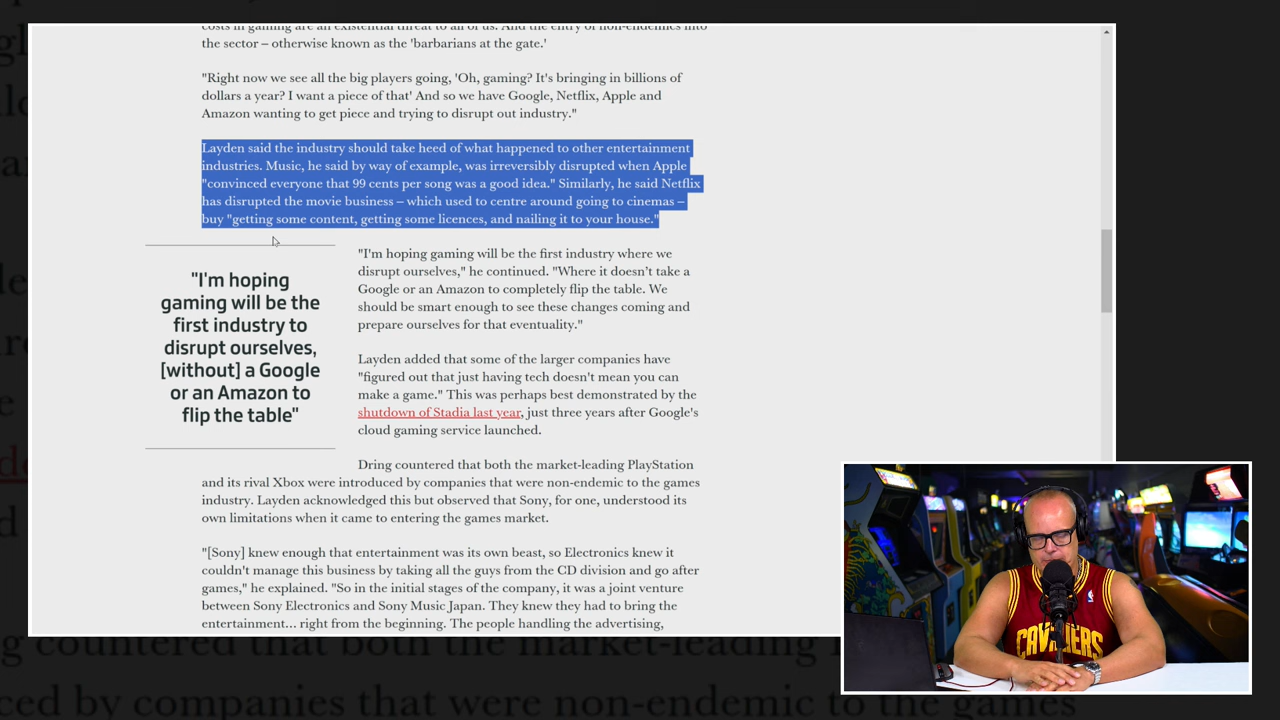 costs in gaming are an existential threat to all of us. And the entry of non-endemics into
the sector – otherwise known as the 'barbarians at the gate.'
"Right now we see all the big players going, 'Oh, gaming? It's bringing in billions of
dollars a year? I want a piece of that' And so we have Google, Netflix, Apple and
Amazon wanting to get piece and trying to disrupt out industry."
Layden said the industry should take heed of what happened to other entertainment
industries. Music, he said by way of example, was irreversibly disrupted when Apple
"convinced everyone that 99 cents per song was a good idea." Similarly, he said Netflix
has disrupted the movie business – which used to centre around going to cinemas –
buy "getting some content, getting some licences, and nailing it to your house."
"I'm hoping
gaming will be the
first industry to
disrupt ourselves,
[without] a Google
or an Amazon to
flip the table"
"I'm hoping gaming will be the first industry where we
disrupt ourselves," he continued. "Where it doesn't take a
Google or an Amazon to completely flip the table. We
should be smart enough to see these changes coming and
prepare ourselves for that eventuality."
Layden added that some of the larger companies have
"figured out that just having tech doesn't mean you can
make a game." This was perhaps best demonstrated by the
shutdown of Stadia last year, just three years after Google's
cloud gaming service launched.
Dring countered that both the market-leading PlayStation
and its rival Xbox were introduced by companies that were non-endemic to the games
industry. Layden acknowledged this but observed that Sony, for one, understood its
own limitations when it came to entering the games market.
"[Sony] knew enough that entertainment was its own beast, so Electronics knew it
couldn't manage this business by taking all the guys from the CD division and go after
games," he explained. "So in the initial stages of the company, it was a joint venture
between Sony Electronics and Sony Music Japan. They knew they had to bring the
entertainment… right from the beginning. The people handling the advertising,
CAVALIERS
g countered that both the market-leading
ced by companies that were non-endemic to the games